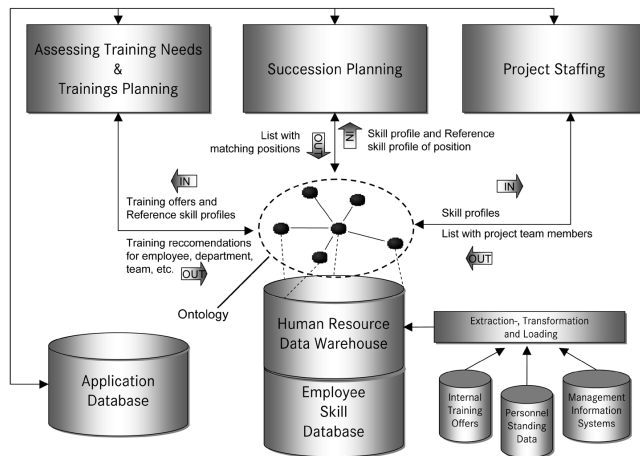 Assessing Training Needs
&
Trainings Planning
Succession Planning
Project Staffing
List with
matching positions
OUT
IN
Skill profile and Reference
skill profile of position
IN
Training offers and
Reference skill profiles
Training reccomendations
for employee, department,
team, etc.
OUT
IN
Skill profiles
List with project team members
OUT
Ontology
Human Resource
Data Warehouse
Employee
Skill
Database
Application
Database
Extraction-, Transformation
and Loading
Internal
Training
Offers
Personnel
Standing
Data
Management
Information
Systems